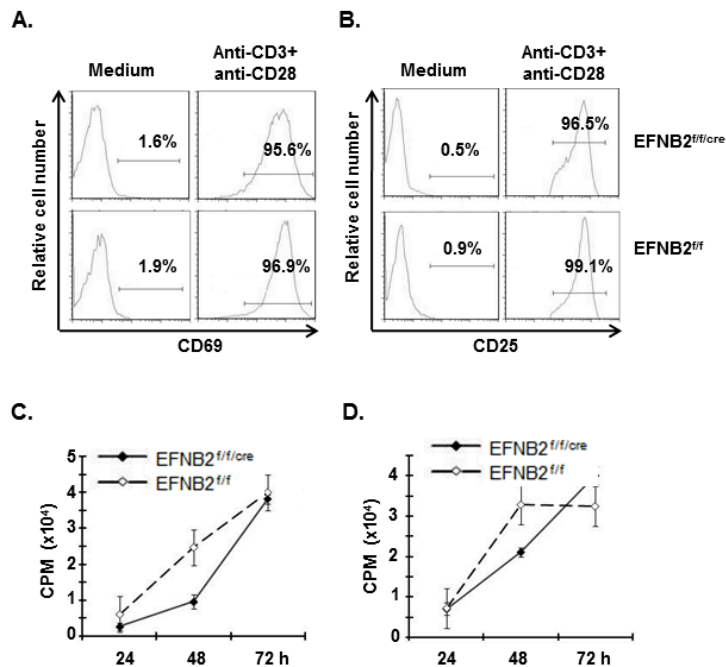 A.
B.
Medium
Anti-CD3+
anti-CD28
Medium
Anti-CD3+
anti-CD28
Relative cell number
1.6%
95.6%
1.9%
96.9%
CD69
Relative cell number
0.5%
96.5%
0.9%
99.1%
CD25
EFNB2f/f/cre
EFNB2f/f
C.
EFNB2f/f/cre
EFNB2f/f
CPM (x10⁴)
5
4
3
2
1
0
24 48 72 h
D.
EFNB2f/f/cre
EFNB2f/f
CPM (x10⁴)
4
3
2
1
0
24 48 72 h